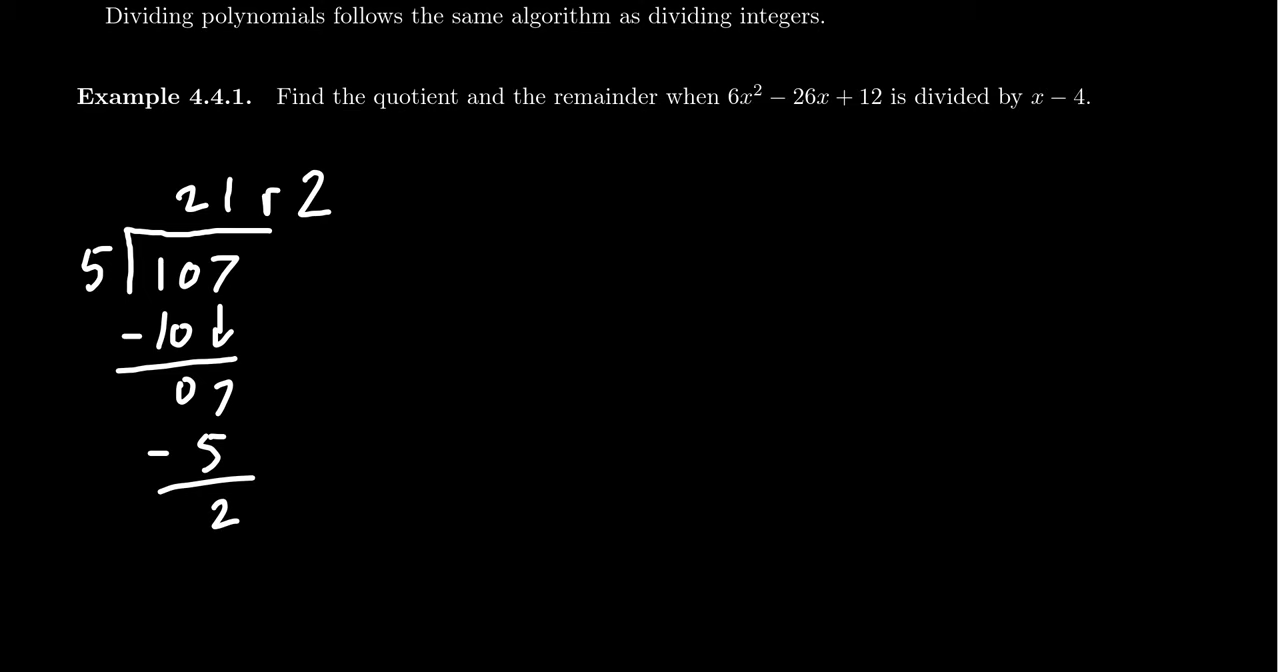 Dividing polynomials follows the same algorithm as dividing integers.
Example 4.4.1. Find the quotient and the remainder when 6x² − 26x + 12 is divided by x − 4.
21 r 2
5 107
- 10 ↓
07
- 5
2